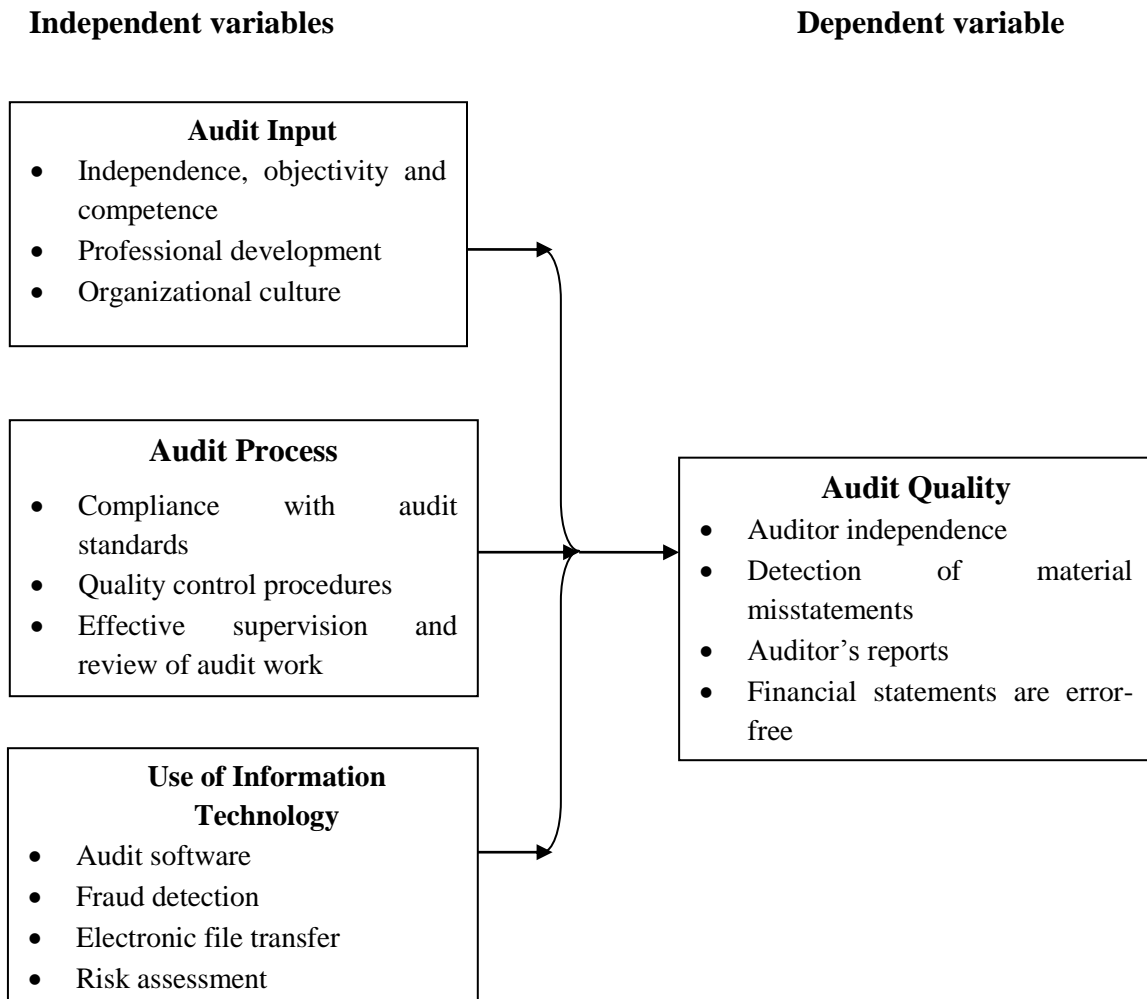 Independent variables
Dependent variable
Audit Input
• Independence, objectivity and
competence
• Professional development
• Organizational culture
Audit Process
• Compliance with audit
standards
• Quality control procedures
• Effective supervision and
review of audit work
Audit Quality
• Auditor independence
• Detection of material
misstatements
• Auditor’s reports
• Financial statements are error-
free
Use of Information
Technology
• Audit software
• Fraud detection
• Electronic file transfer
• Risk assessment